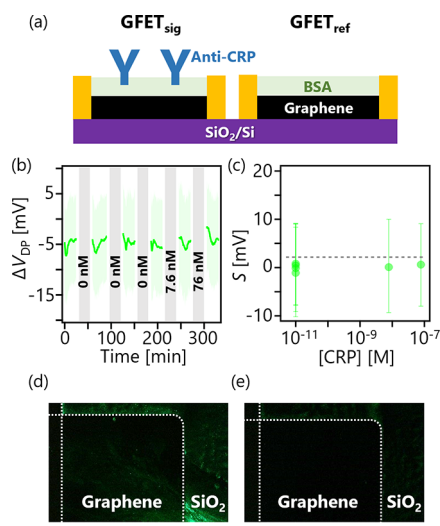 (a)
GFETsig
GFETref
Anti-CRP
BSA
Graphene
SiO2/Si
(b)
ΔVDP [mV]
5
-5
-15
0 nM
0 nM
0 nM
7.6 nM
76 nM
0
100
200
300
Time [min]
(c)
S [mV]
20
10
0
-10
10⁻¹¹
10⁻⁹
10⁻⁷
[CRP] [M]
(d)
Graphene
SiO2
(e)
Graphene
SiO2